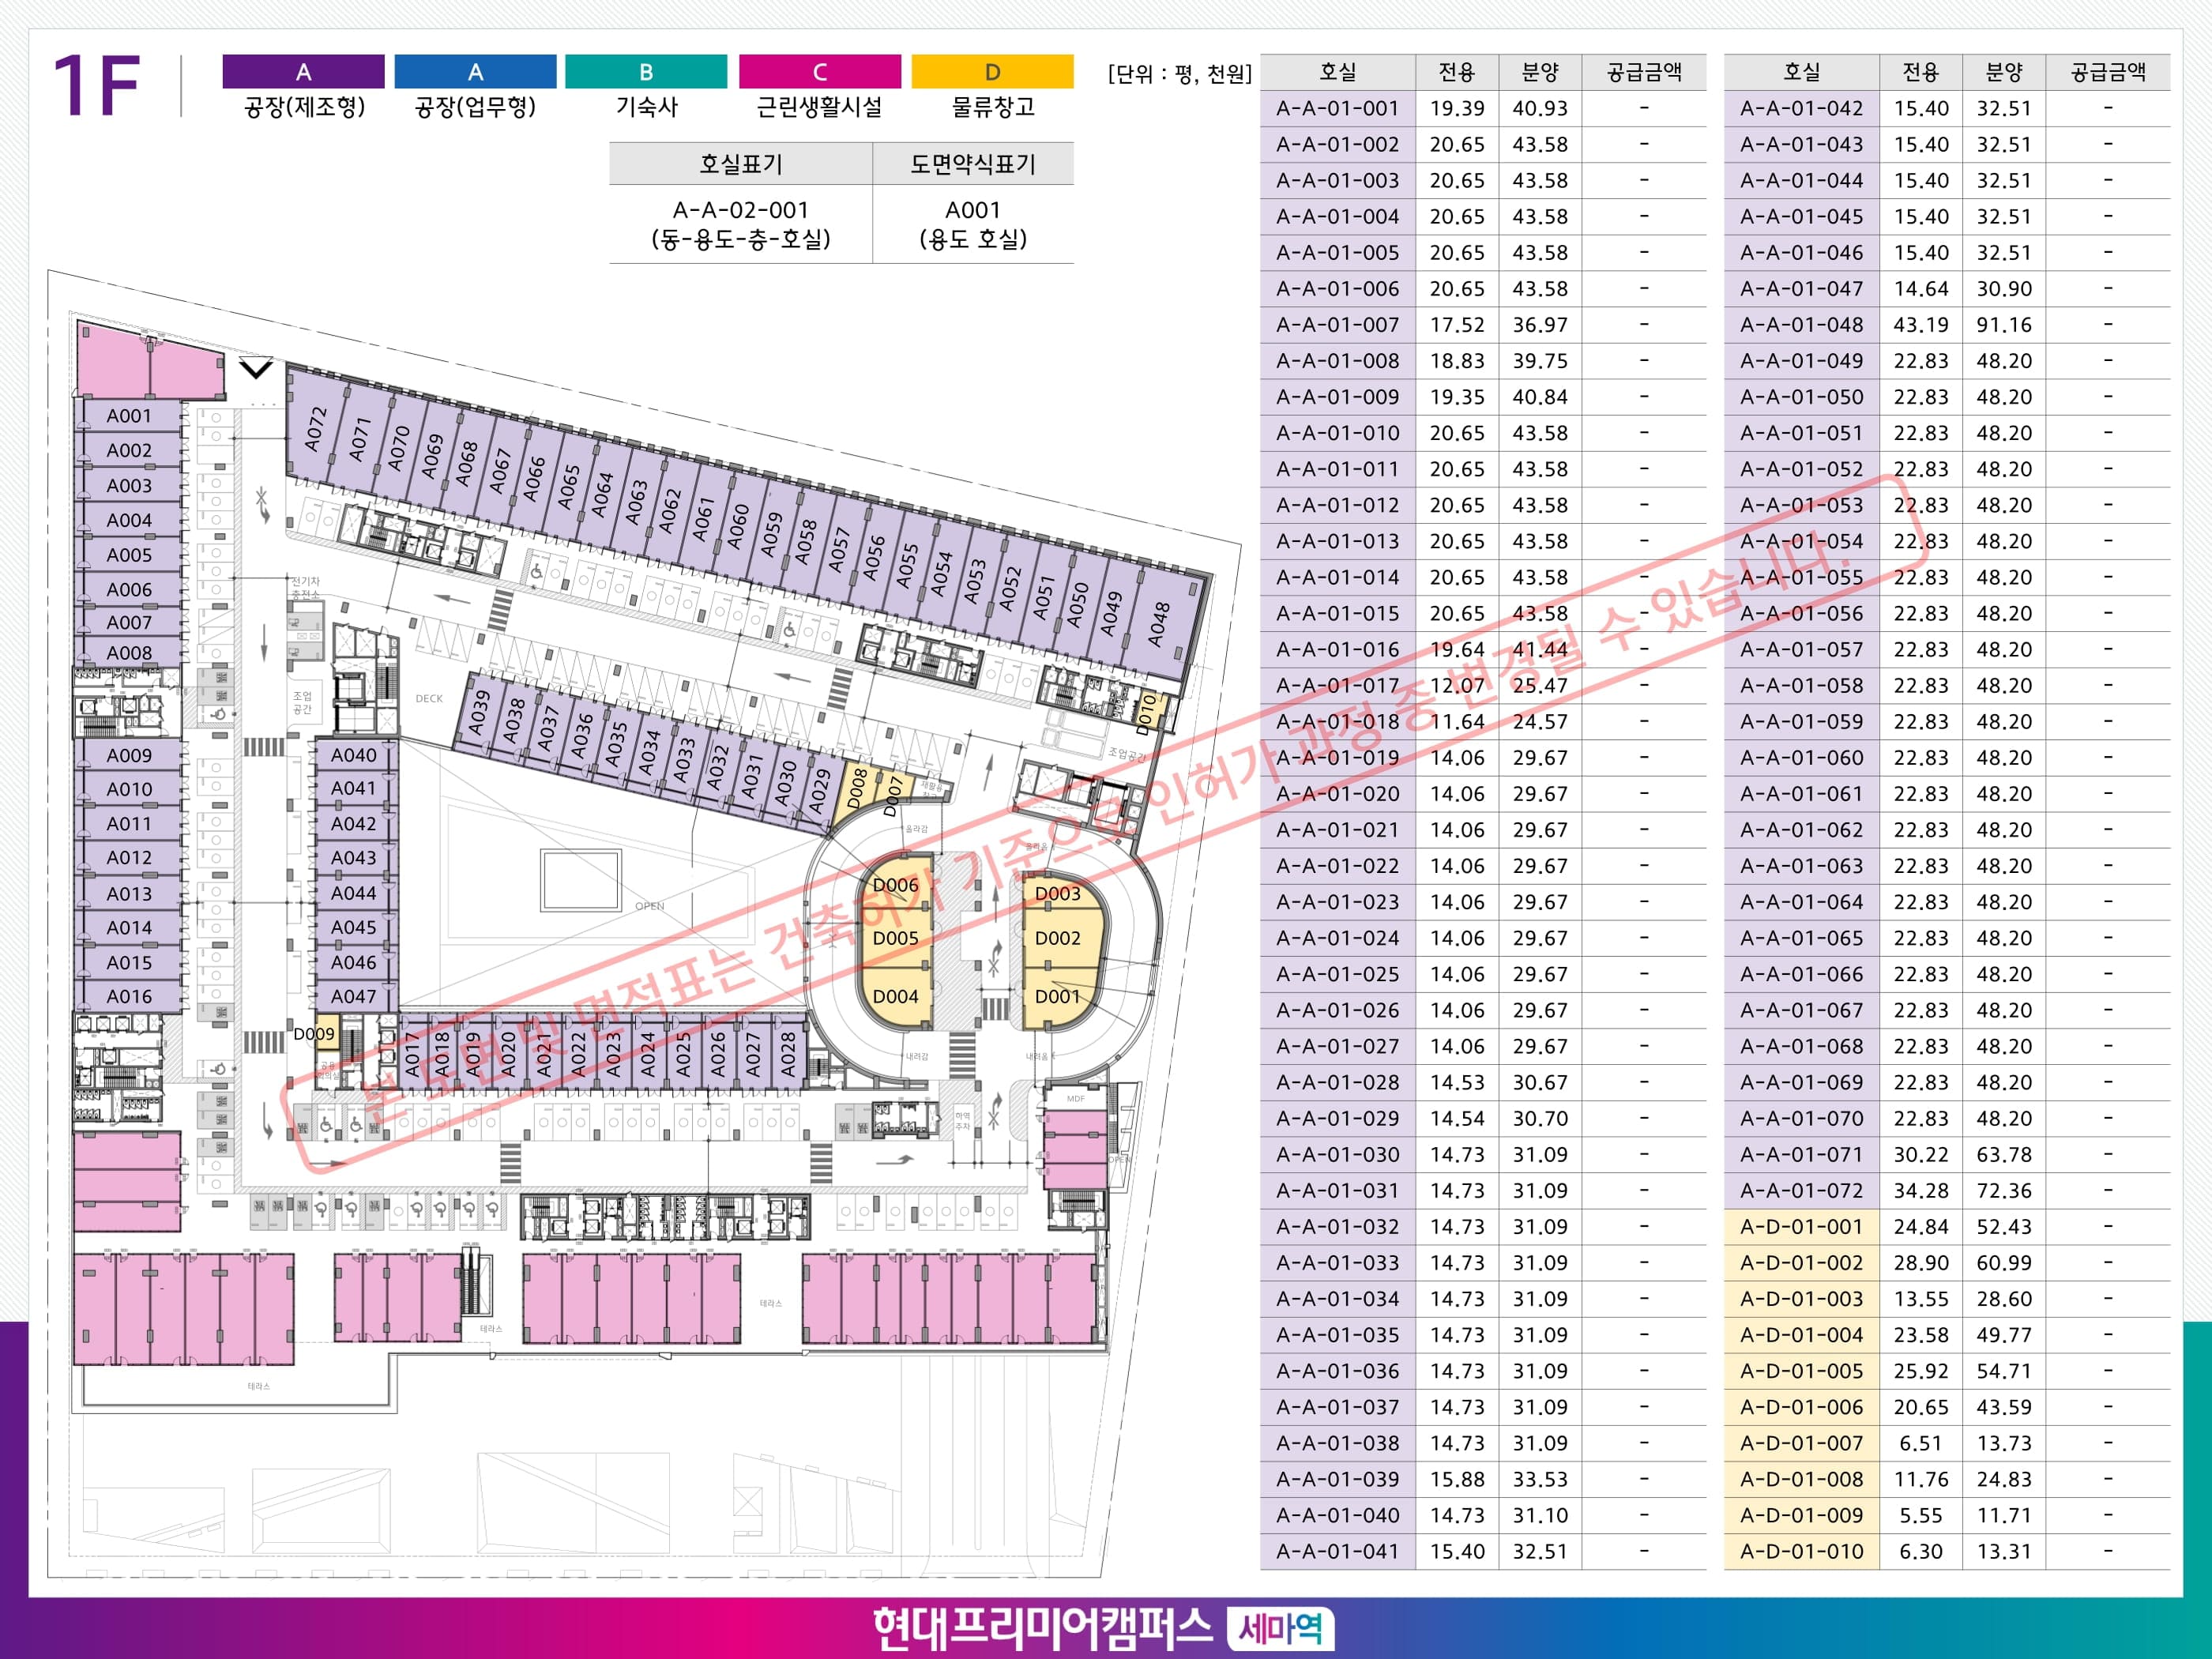 1F
A
공장(제조형)
A
공장(업무형)
B
기숙사
C
근린생활시설
D
물류창고
[단위 : 평, 천원]
호실표기 도면약식표기
A-A-02-001 A001
(동-용도-층-호실) (용도 호실)
호실 전용 분양 공급금액
A-A-01-001 19.39 40.93 -
A-A-01-002 20.65 43.58 -
A-A-01-003 20.65 43.58 -
A-A-01-004 20.65 43.58 -
A-A-01-005 20.65 43.58 -
A-A-01-006 20.65 43.58 -
A-A-01-007 17.52 36.97 -
A-A-01-008 18.83 39.75 -
A-A-01-009 19.35 40.84 -
A-A-01-010 20.65 43.58 -
A-A-01-011 20.65 43.58 -
A-A-01-012 20.65 43.58 -
A-A-01-013 20.65 43.58 -
A-A-01-014 20.65 43.58 -
A-A-01-015 20.65 43.58 -
A-A-01-016 19.64 41.44 -
A-A-01-017 12.07 25.47 -
A-A-01-018 11.64 24.57 -
A-A-01-019 14.06 29.67 -
A-A-01-020 14.06 29.67 -
A-A-01-021 14.06 29.67 -
A-A-01-022 14.06 29.67 -
A-A-01-023 14.06 29.67 -
A-A-01-024 14.06 29.67 -
A-A-01-025 14.06 29.67 -
A-A-01-026 14.06 29.67 -
A-A-01-027 14.06 29.67 -
A-A-01-028 14.53 30.67 -
A-A-01-029 14.54 30.70 -
A-A-01-030 14.73 31.09 -
A-A-01-031 14.73 31.09 -
A-A-01-032 14.73 31.09 -
A-A-01-033 14.73 31.09 -
A-A-01-034 14.73 31.09 -
A-A-01-035 14.73 31.09 -
A-A-01-036 14.73 31.09 -
A-A-01-037 14.73 31.09 -
A-A-01-038 14.73 31.09 -
A-A-01-039 15.88 33.53 -
A-A-01-040 14.73 31.10 -
A-A-01-041 15.40 32.51 -
호실 전용 분양 공급금액
A-A-01-042 15.40 32.51 -
A-A-01-043 15.40 32.51 -
A-A-01-044 15.40 32.51 -
A-A-01-045 15.40 32.51 -
A-A-01-046 15.40 32.51 -
A-A-01-047 14.64 30.90 -
A-A-01-048 43.19 91.16 -
A-A-01-049 22.83 48.20 -
A-A-01-050 22.83 48.20 -
A-A-01-051 22.83 48.20 -
A-A-01-052 22.83 48.20 -
A-A-01-053 22.83 48.20 -
A-A-01-054 22.83 48.20 -
A-A-01-055 22.83 48.20 -
A-A-01-056 22.83 48.20 -
A-A-01-057 22.83 48.20 -
A-A-01-058 22.83 48.20 -
A-A-01-059 22.83 48.20 -
A-A-01-060 22.83 48.20 -
A-A-01-061 22.83 48.20 -
A-A-01-062 22.83 48.20 -
A-A-01-063 22.83 48.20 -
A-A-01-064 22.83 48.20 -
A-A-01-065 22.83 48.20 -
A-A-01-066 22.83 48.20 -
A-A-01-067 22.83 48.20 -
A-A-01-068 22.83 48.20 -
A-A-01-069 22.83 48.20 -
A-A-01-070 22.83 48.20 -
A-A-01-071 30.22 63.78 -
A-A-01-072 34.28 72.36 -
A-D-01-001 24.84 52.43 -
A-D-01-002 28.90 60.99 -
A-D-01-003 13.55 28.60 -
A-D-01-004 23.58 49.77 -
A-D-01-005 25.92 54.71 -
A-D-01-006 20.65 43.59 -
A-D-01-007 6.51 13.73 -
A-D-01-008 11.76 24.83 -
A-D-01-009 5.55 11.71 -
A-D-01-010 6.30 13.31 -
A001
A002
A003
A004
A005
A006
A007
A008
A009
A010
A011
A012
A013
A014
A015
A016
A072
A071
A070
A069
A068
A067
A066
A065
A064
A063
A062
A061
A060
A059
A058
A057
A056
A055
A054
A053
A052
A051
A050
A049
A048
전기차
충전소
조업
공간
DECK
A039
A038
A037
A036
A035
A034
A033
A032
A031
A030
A029
D008
D007
D010
조업공간
재활용
올라감
올라옴
A040
A041
A042
A043
A044
A045
A046
A047
OPEN
D006
D005
D004
D003
D002
D001
내려감
내려옴
D009
A017
A018
A019
A020
A021
A022
A023
A024
A025
A026
A027
A028
하역
주차
MDF
OPEN
테라스
테라스
테라스
본 도면 및 면적표는 건축허가 기준으로 인허가 과정 중 변경될 수 있습니다.
현대프리미어캠퍼스 세마역